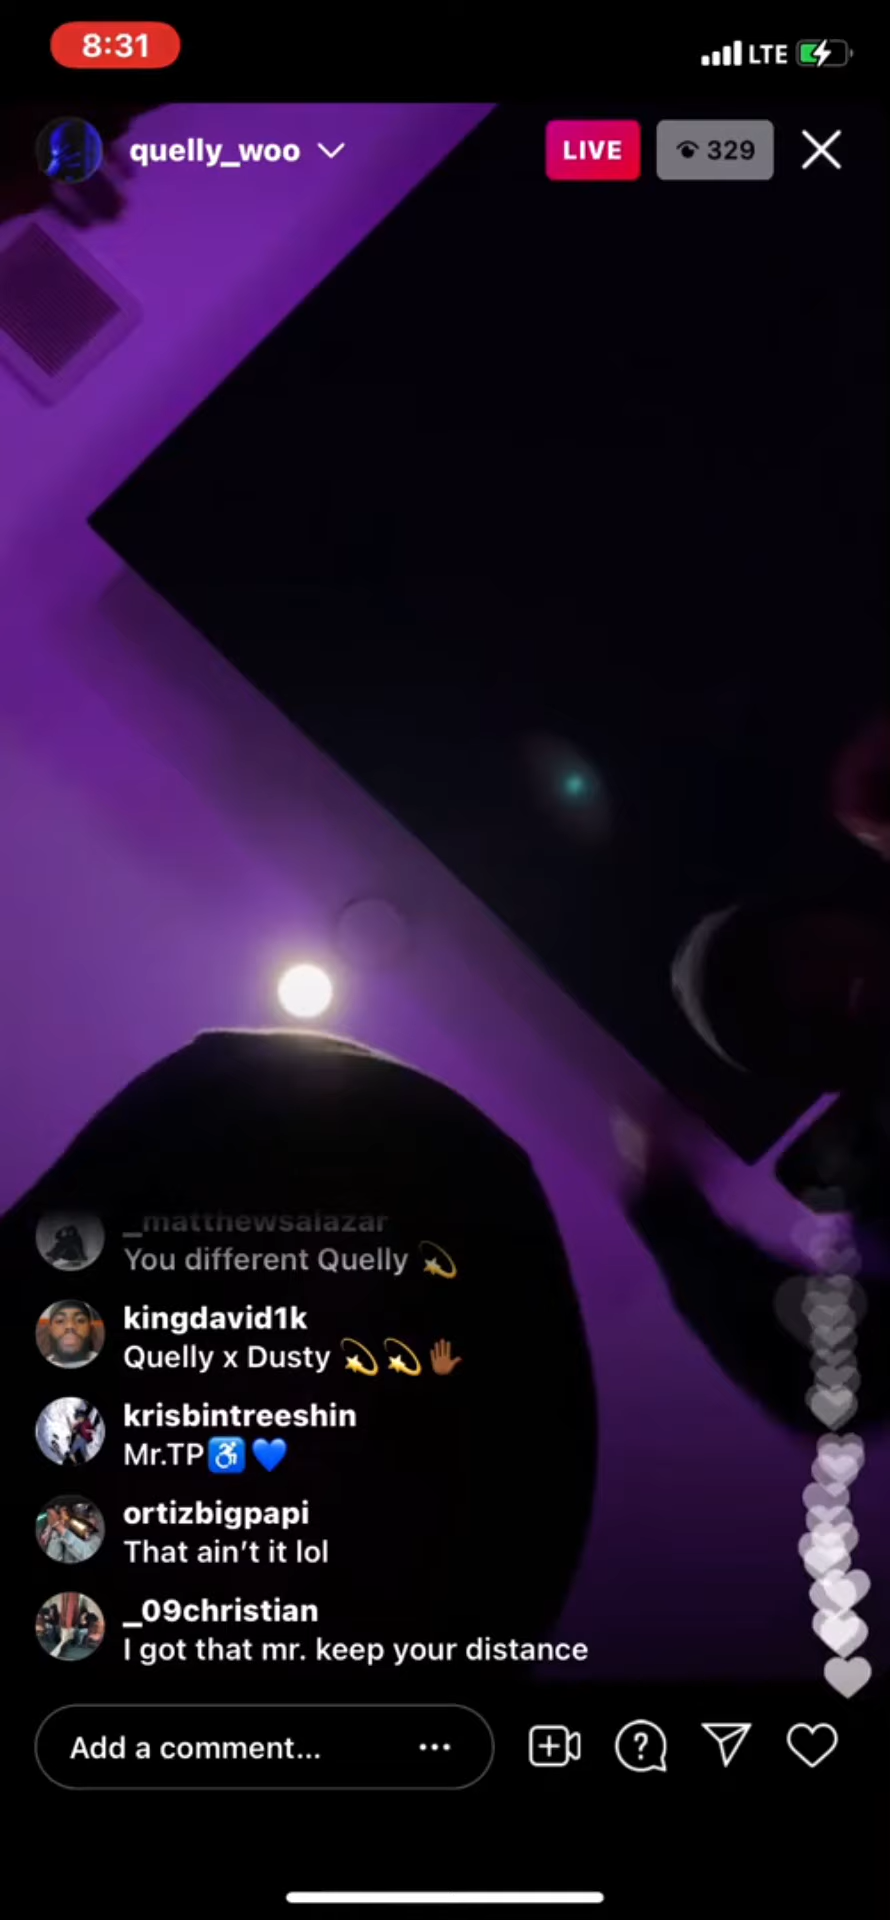 8:31
LTE
quelly_woo
LIVE
329
_matthewsalazar
You different Quelly 💫
kingdavid1k
Quelly x Dusty 💫💫🤚🏾
krisbintreeshin
Mr.TP♿💙
ortizbigpapi
That ain't it lol
_09christian
I got that mr. keep your distance
Add a comment...